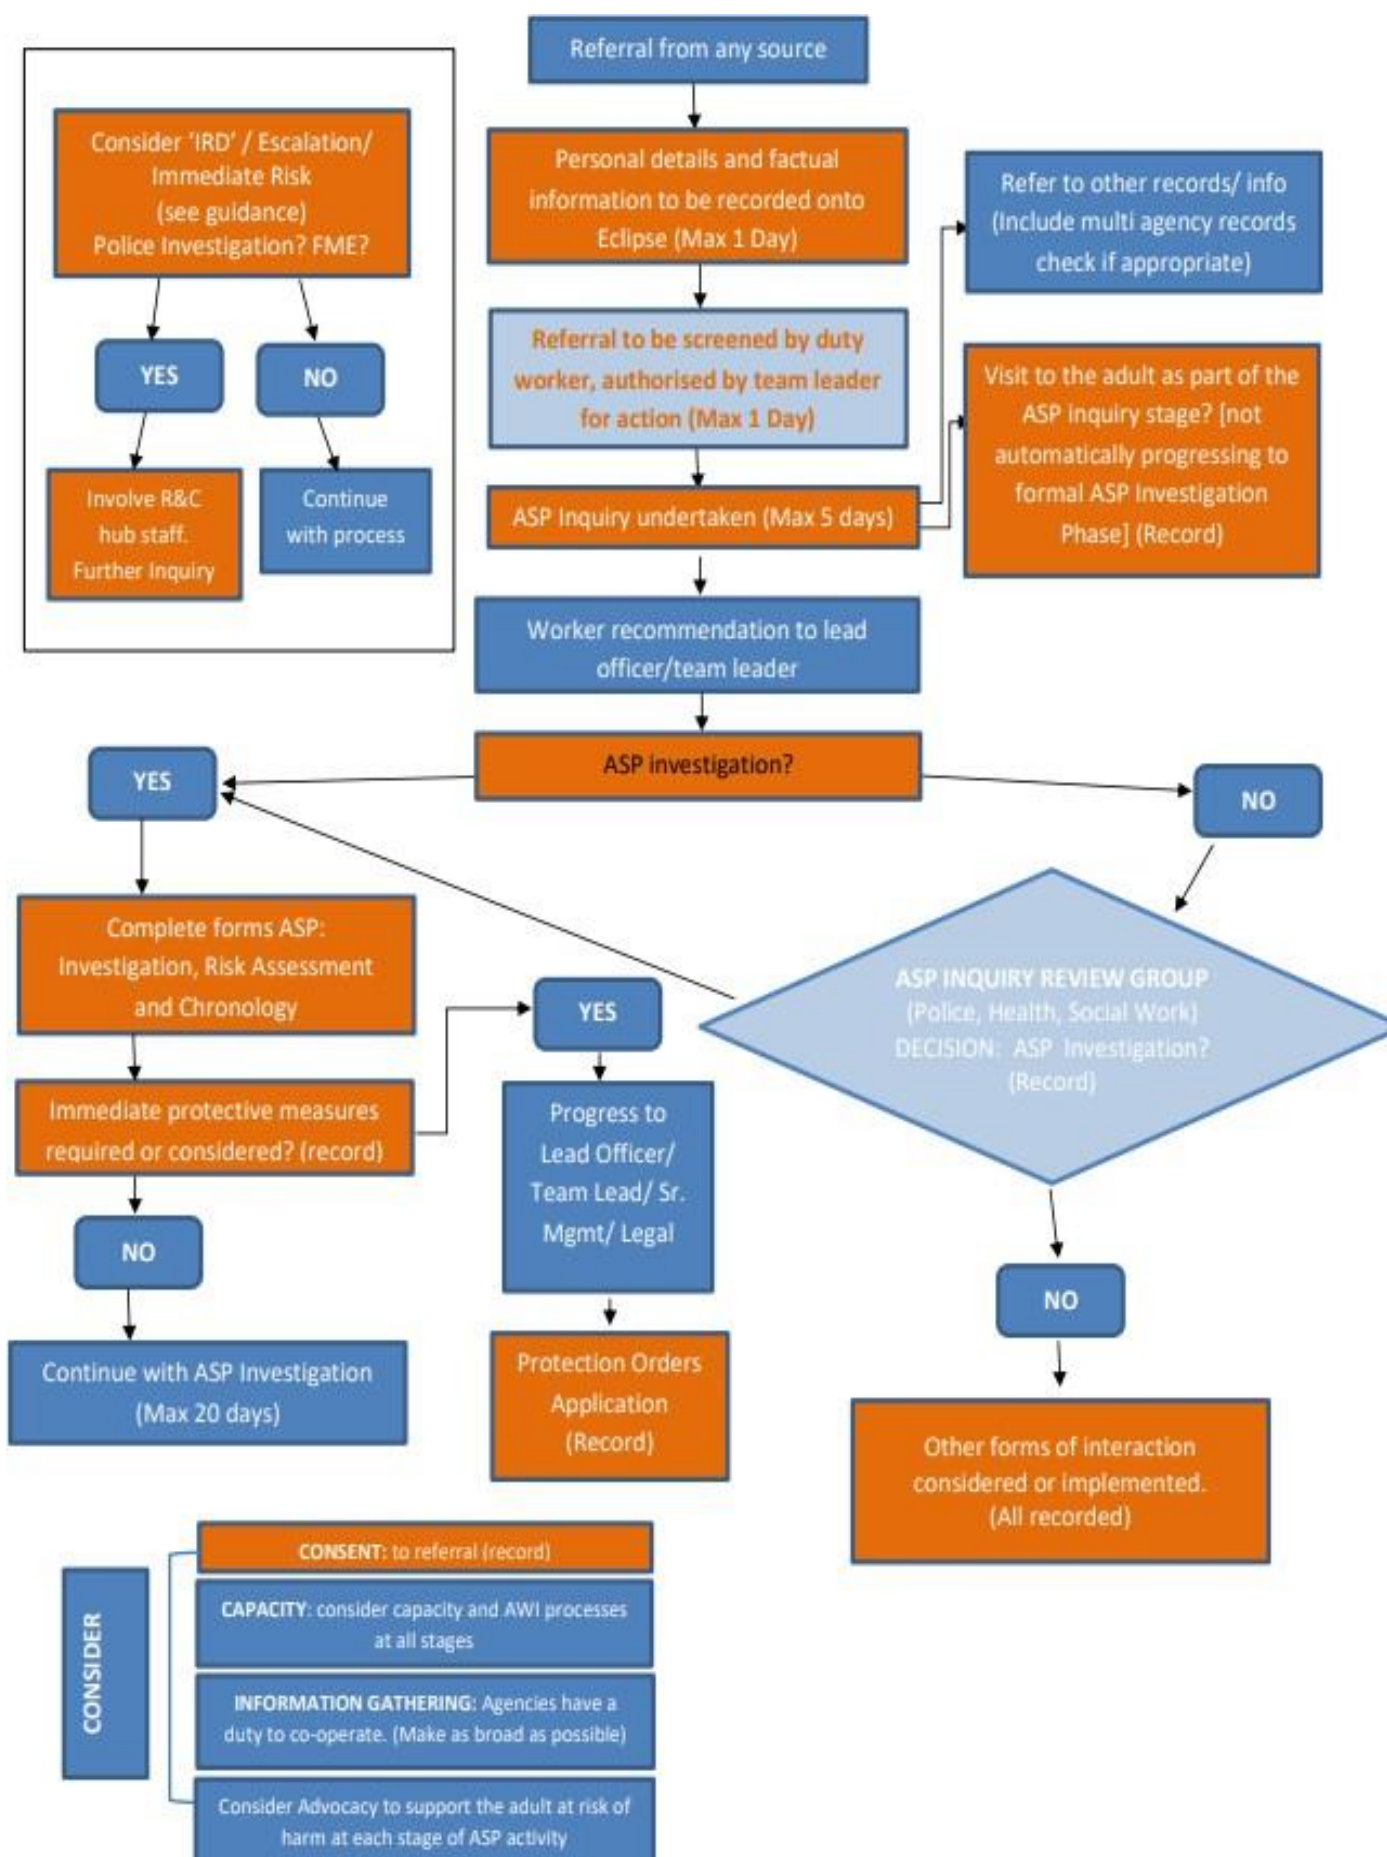 Referral from any source
Consider ‘IRD’ / Escalation/
Immediate Risk
(see guidance)
Police Investigation? FME?
YES
NO
Involve R&C
hub staff.
Further Inquiry
Continue
with process
Personal details and factual
information to be recorded onto
Eclipse (Max 1 Day)
Referral to be screened by duty
worker, authorised by team leader
for action (Max 1 Day)
ASP Inquiry undertaken (Max 5 days)
Refer to other records/ info
(Include multi agency records
check if appropriate)
Visit to the adult as part of the
ASP inquiry stage? [not
automatically progressing to
formal ASP Investigation
Phase] (Record)
Worker recommendation to lead
officer/team leader
ASP investigation?
YES
NO
Complete forms ASP:
Investigation, Risk Assessment
and Chronology
Immediate protective measures
required or considered? (record)
NO
Continue with ASP Investigation
(Max 20 days)
YES
Progress to
Lead Officer/
Team Lead/ Sr.
Mgmt/ Legal
Protection Orders
Application
(Record)
ASP INQUIRY REVIEW GROUP
(Police, Health, Social Work)
DECISION: ASP Investigation?
(Record)
NO
Other forms of interaction
considered or implemented.
(All recorded)
CONSIDER
CONSENT: to referral (record)
CAPACITY: consider capacity and AWI processes
at all stages
INFORMATION GATHERING: Agencies have a
duty to co-operate. (Make as broad as possible)
Consider Advocacy to support the adult at risk of
harm at each stage of ASP activity